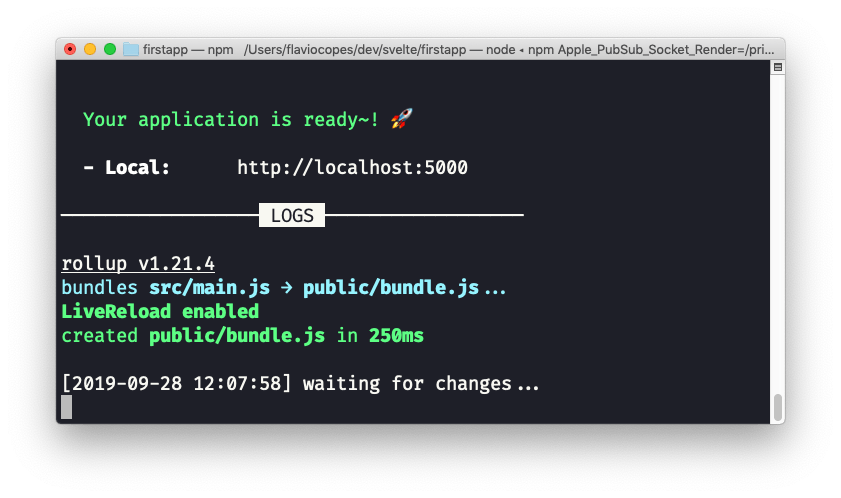 firstapp — npm /Users/flaviocopes/dev/svelte/firstapp — node ◂ npm Apple_PubSub_Socket_Render=/pri...
Your application is ready~! 🚀
- Local: http://localhost:5000
LOGS
rollup v1.21.4
bundles src/main.js → public/bundle.js...
LiveReload enabled
created public/bundle.js in 250ms
[2019-09-28 12:07:58] waiting for changes...